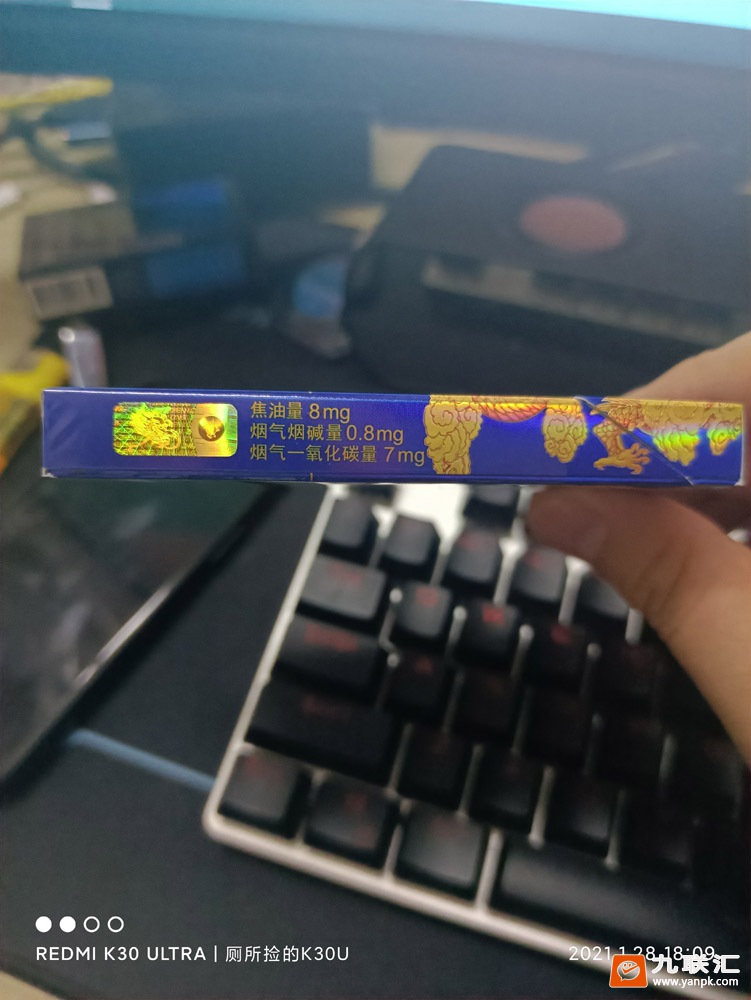 焦油量 8mg
烟气烟碱量 0.8mg
烟气一氧化碳量 7mg
REDMI K30 ULTRA | 厕所捡的K30U
2021.1.28 18:09
九联汇
www.yanpk.com